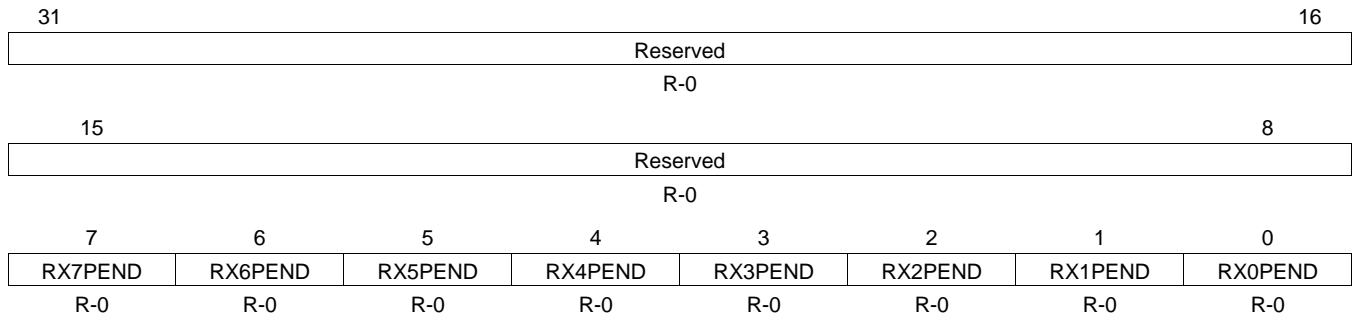 31 16
Reserved
R-0
15 8
Reserved
R-0
7 6 5 4 3 2 1 0
RX7PEND RX6PEND RX5PEND RX4PEND RX3PEND RX2PEND RX1PEND RX0PEND
R-0 R-0 R-0 R-0 R-0 R-0 R-0 R-0